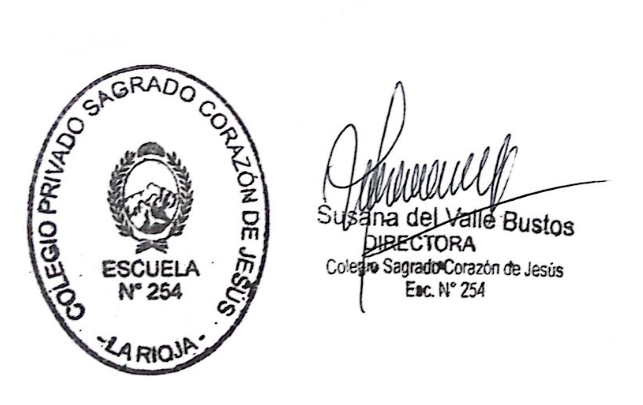 COLEGIO PRIVADO SAGRADO CORAZÓN DE JESÚS
ESCUELA
N° 254
-LA RIOJA-
Susana del Valle Bustos
DIRECTORA
Colegio Sagrado Corazón de Jesús
Esc. N° 254